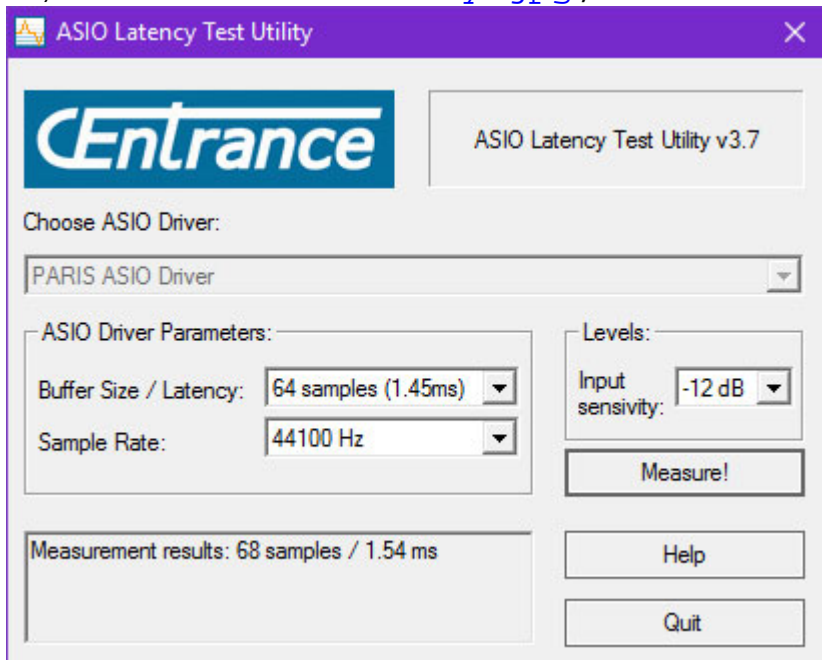 ASIO Latency Test Utility
CEntrance
ASIO Latency Test Utility v3.7
Choose ASIO Driver:
PARIS ASIO Driver
ASIO Driver Parameters:
Buffer Size / Latency: 64 samples (1.45ms)
Sample Rate: 44100 Hz
Levels:
Input
sensivity: -12 dB
Measure!
Measurement results: 68 samples / 1.54 ms
Help
Quit